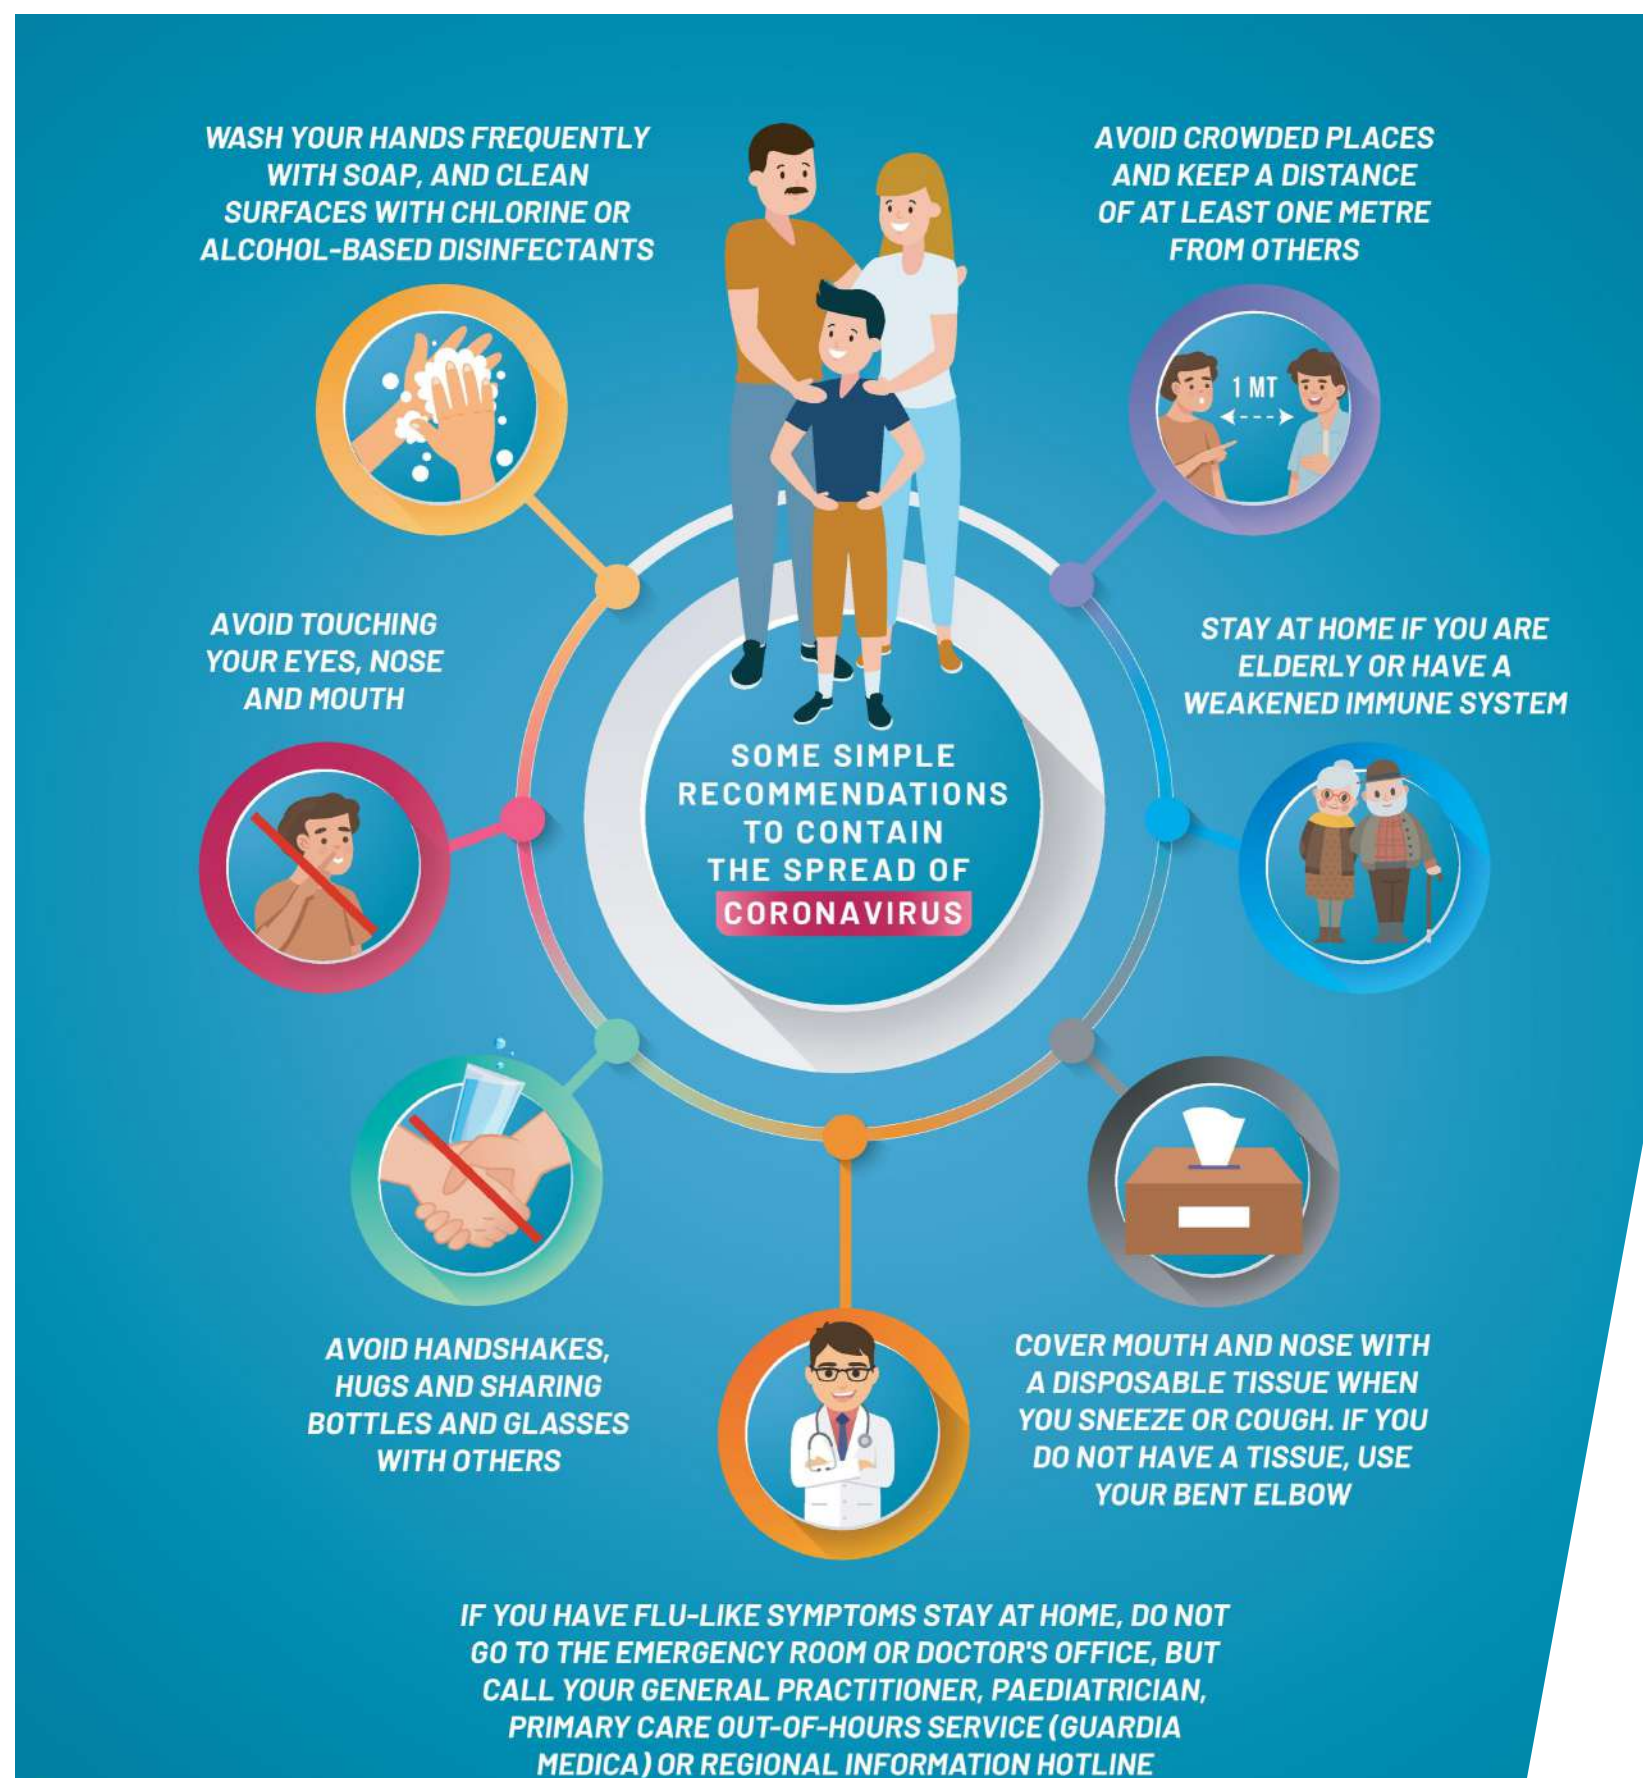 WASH YOUR HANDS FREQUENTLY
WITH SOAP, AND CLEAN
SURFACES WITH CHLORINE OR
ALCOHOL-BASED DISINFECTANTS
AVOID CROWDED PLACES
AND KEEP A DISTANCE
OF AT LEAST ONE METRE
FROM OTHERS
1 MT
AVOID TOUCHING
YOUR EYES, NOSE
AND MOUTH
STAY AT HOME IF YOU ARE
ELDERLY OR HAVE A
WEAKENED IMMUNE SYSTEM
SOME SIMPLE
RECOMMENDATIONS
TO CONTAIN
THE SPREAD OF
CORONAVIRUS
AVOID HANDSHAKES,
HUGS AND SHARING
BOTTLES AND GLASSES
WITH OTHERS
COVER MOUTH AND NOSE WITH
A DISPOSABLE TISSUE WHEN
YOU SNEEZE OR COUGH. IF YOU
DO NOT HAVE A TISSUE, USE
YOUR BENT ELBOW
IF YOU HAVE FLU-LIKE SYMPTOMS STAY AT HOME, DO NOT
GO TO THE EMERGENCY ROOM OR DOCTOR'S OFFICE, BUT
CALL YOUR GENERAL PRACTITIONER, PAEDIATRICIAN,
PRIMARY CARE OUT-OF-HOURS SERVICE (GUARDIA
MEDICA) OR REGIONAL INFORMATION HOTLINE